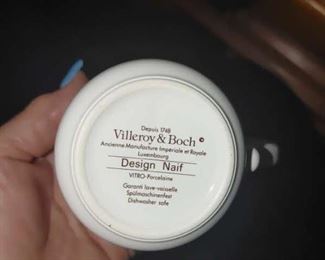 Depuis 1748
Villeroy & Boch ©
Ancienne Manufacture Impériale et Royale
Luxembourg
Design Naif
VITRO-Porcelaine
Garanti lave-vaisselle
Spülmaschinenfest
Dishwasher safe